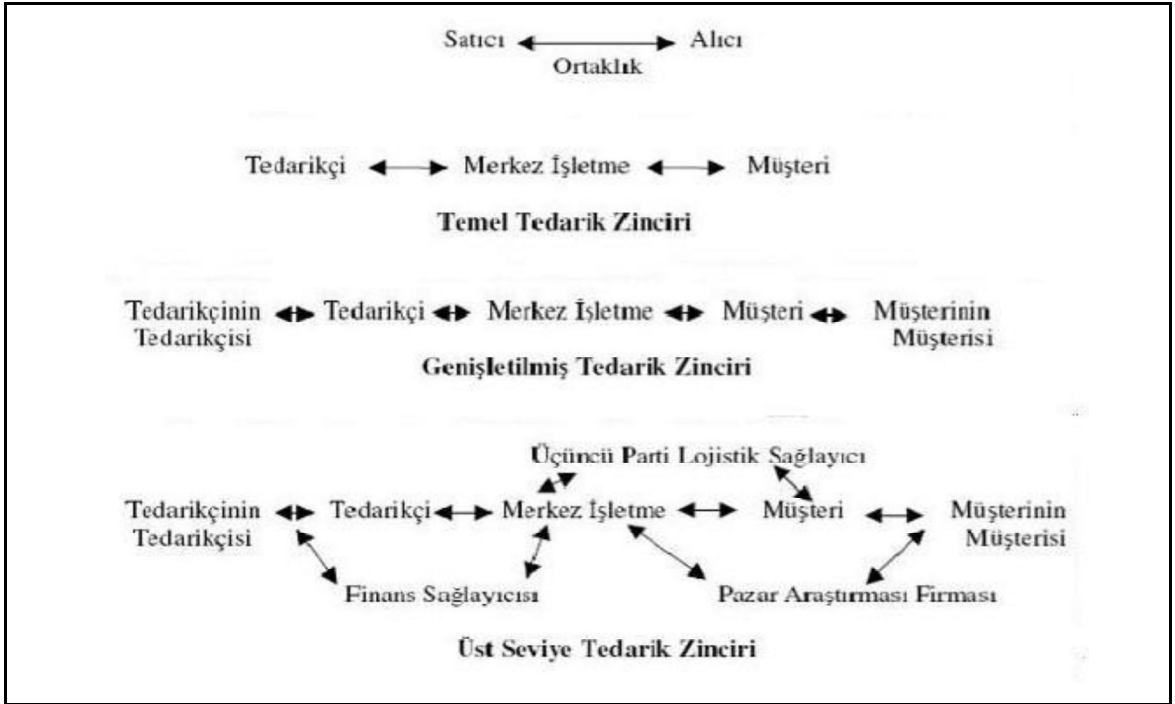 Satıcı Alıcı
Ortaklık
Tedarikçi Merkez İşletme Müşteri
Temel Tedarik Zinciri
Tedarikçinin Tedarikçi Merkez İşletme Müşteri Müşterinin
Tedarikçisi Müşterisi
Genişletilmiş Tedarik Zinciri
Üçüncü Parti Lojistik Sağlayıcı
Tedarikçinin Tedarikçi Merkez İşletme Müşteri Müşterinin
Tedarikçisi Müşterisi
Finans Sağlayıcısı Pazar Araştırması Firması
Üst Seviye Tedarik Zinciri